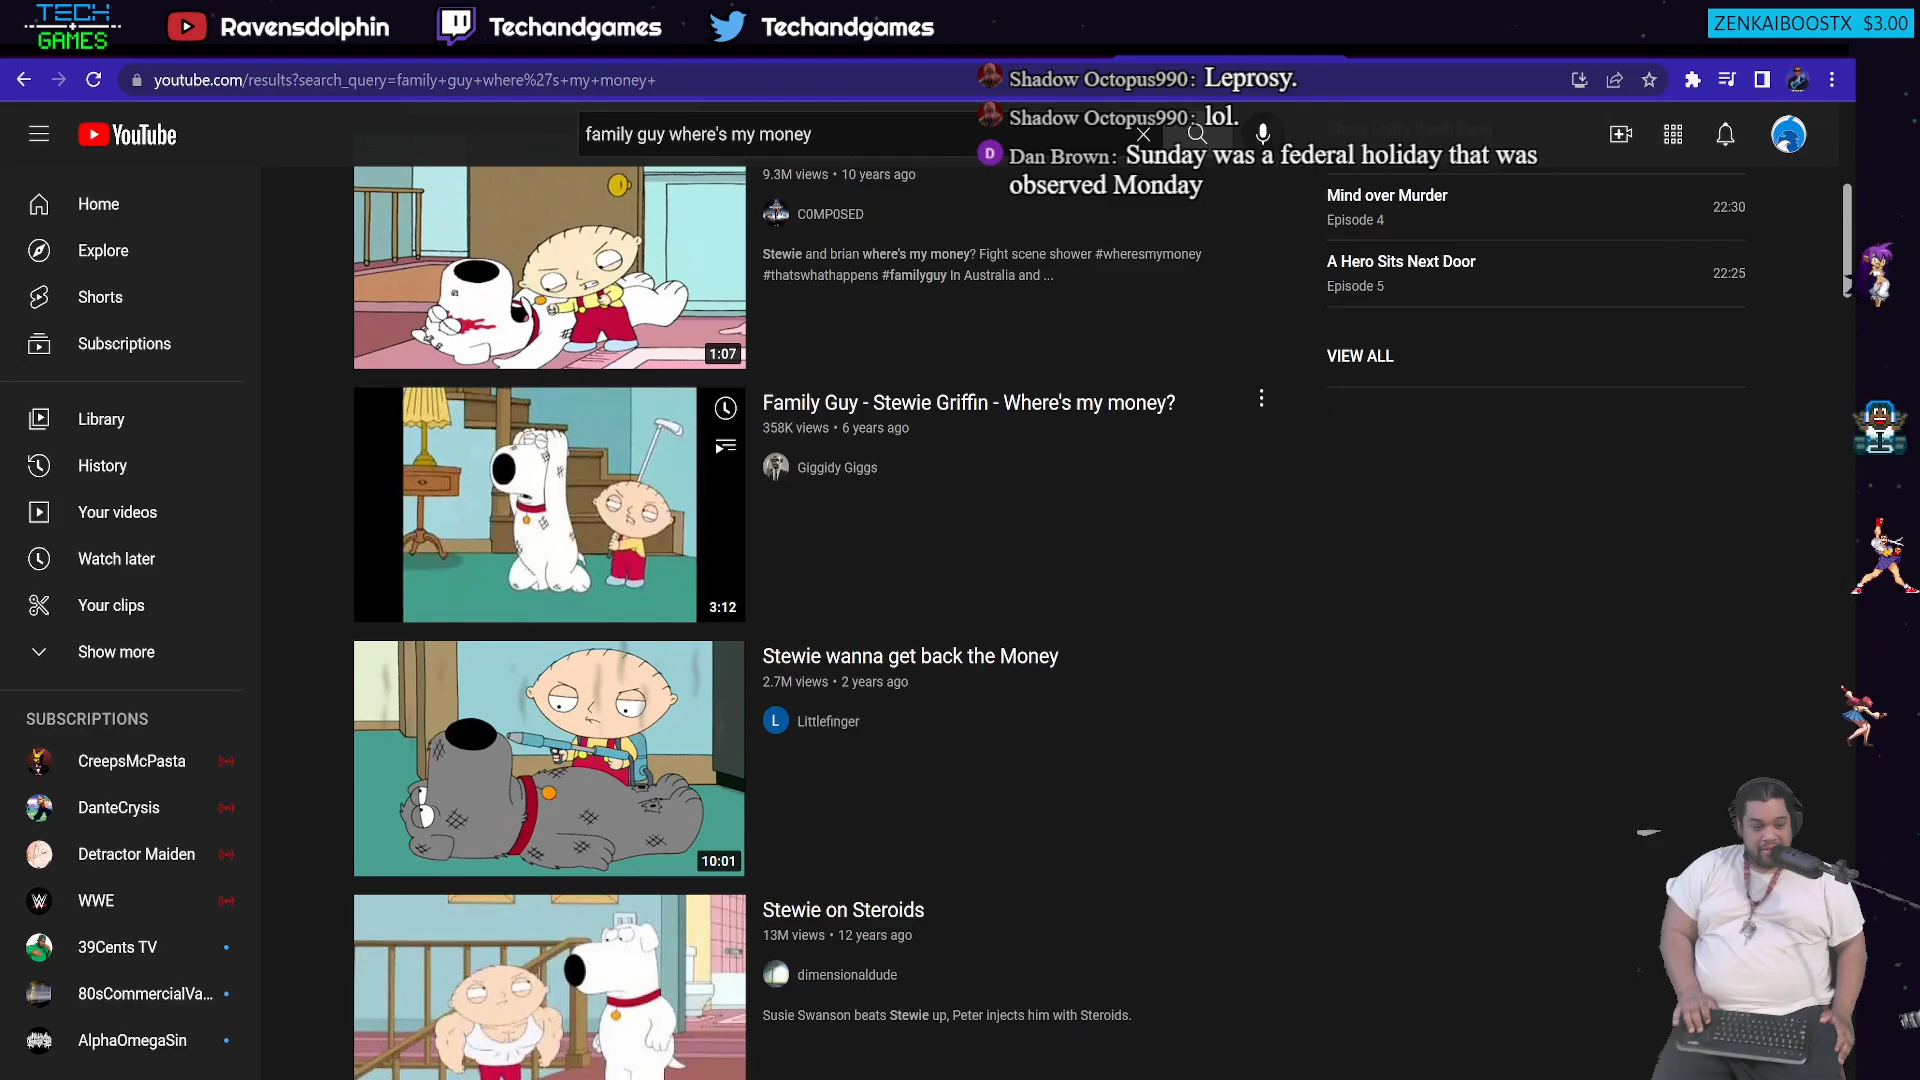 TECH
GAMES
Ravensdolphin
Techandgames
Techandgames
ZENKAIBOOSTX $3.00
youtube.com/results?search_query=family+guy+where%27s+my+money+
Shadow Octopus990: Leprosy.
Shadow Octopus990: lol.
Dan Brown: Sunday was a federal holiday that was
observed Monday
YouTube
family guy where's my money
Home
Explore
Shorts
Subscriptions
Library
History
Your videos
Watch later
Your clips
Show more
SUBSCRIPTIONS
CreepsMcPasta
DanteCrysis
Detractor Maiden
WWE
39Cents TV
80sCommercialVa...
AlphaOmegaSin
9.3M views • 10 years ago
C0MP0SED
Stewie and brian where's my money? Fight scene shower #wheresmymoney
#thatswhathappens #familyguy In Australia and ...
1:07
Family Guy - Stewie Griffin - Where's my money?
358K views • 6 years ago
Giggidy Giggs
3:12
Stewie wanna get back the Money
2.7M views • 2 years ago
L Littlefinger
10:01
Stewie on Steroids
13M views • 12 years ago
dimensionaldude
Susie Swanson beats Stewie up, Peter injects him with Steroids.
Mind over Murder
22:30
Episode 4
A Hero Sits Next Door
22:25
Episode 5
VIEW ALL